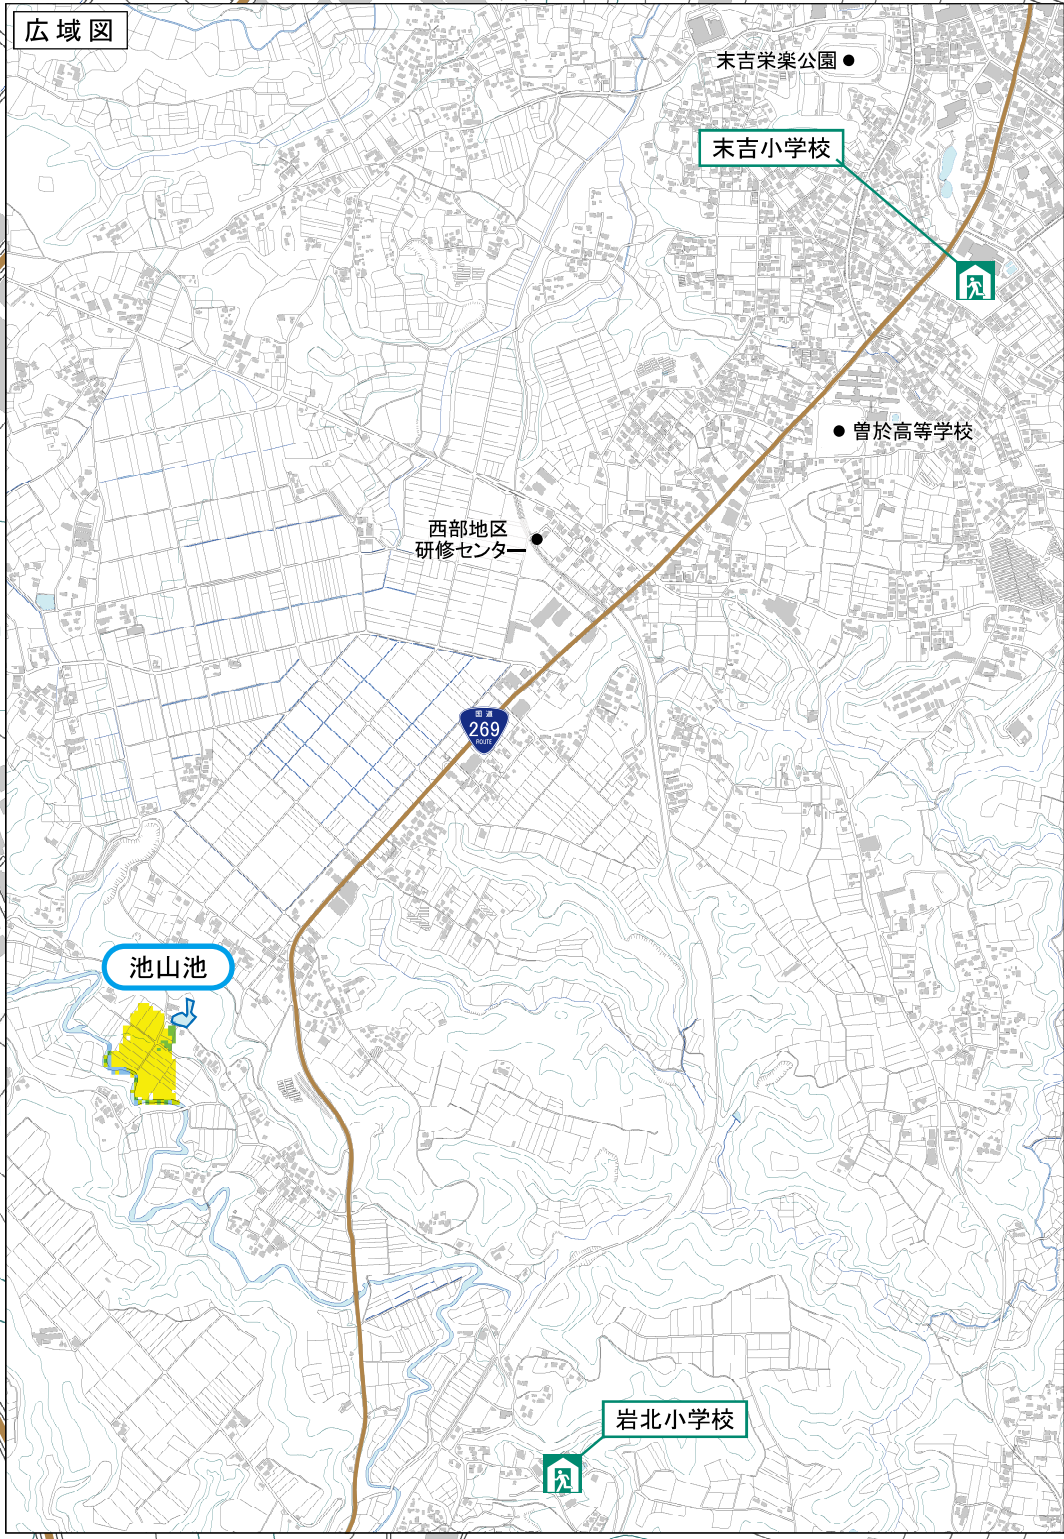 広域図
末吉栄楽公園
末吉小学校
曽於高等学校
西部地区
研修センター
国道
269
ROUTE
池山池
岩北小学校